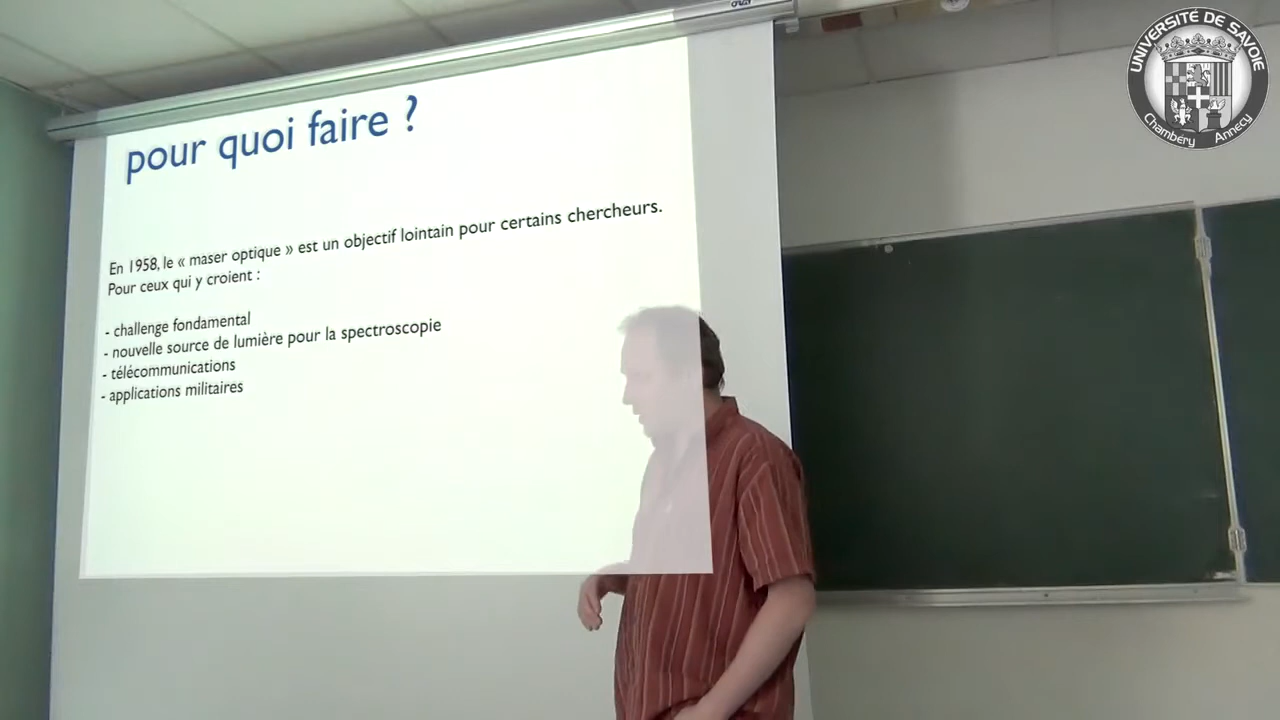 pour quoi faire ?
En 1958, le « maser optique » est un objectif lointain pour certains chercheurs.
Pour ceux qui y croient :
- challenge fondamental
- nouvelle source de lumière pour la spectroscopie
- télécommunications
- applications militaires
UNIVERSITÉ DE SAVOIE
Chambéry Annecy